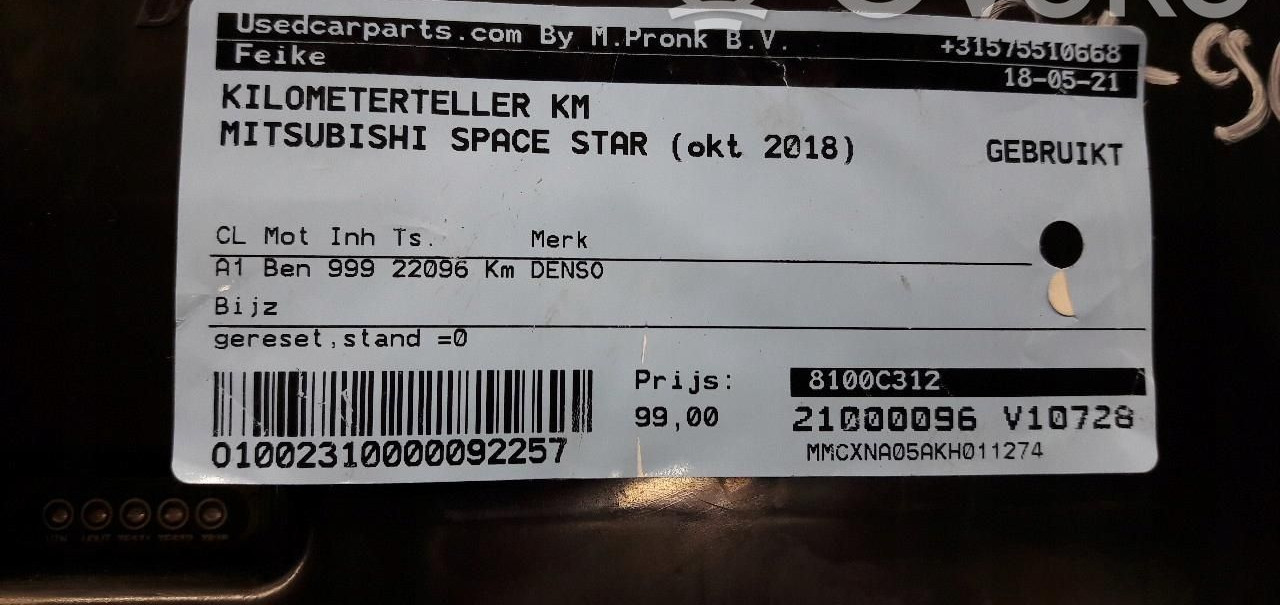 Usedcarparts.com By M.Pronk B.V. +31575510668
Feike 18-05-21
KILOMETERTELLER KM
MITSUBISHI SPACE STAR (okt 2018) GEBRUIKT
CL Mot Inh Ts. Merk
A1 Ben 999 22096 Km DENSO
Bijz
gereset,stand =0
Prijs: 8100C312
99,00 21000096 V10728
01002310000092257 MMCXNA05AKH011274